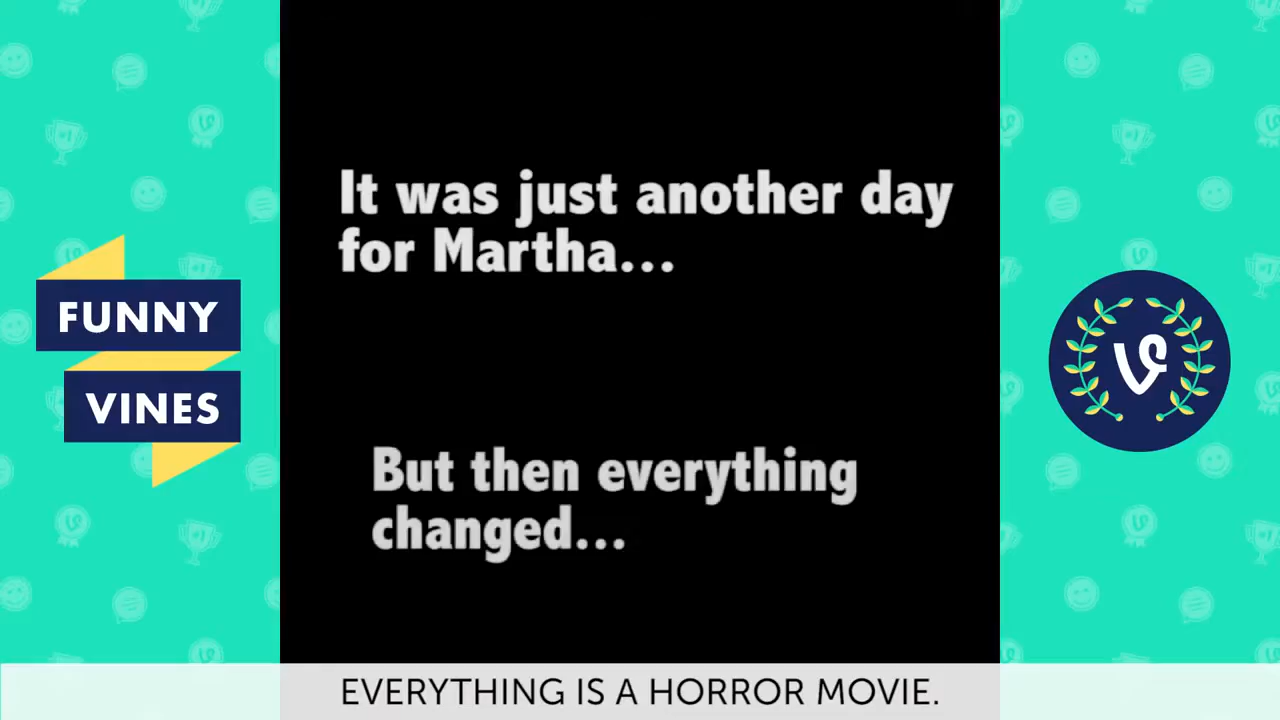 It was just another day
for Martha...
FUNNY
VINES
But then everything
changed...
EVERYTHING IS A HORROR MOVIE.